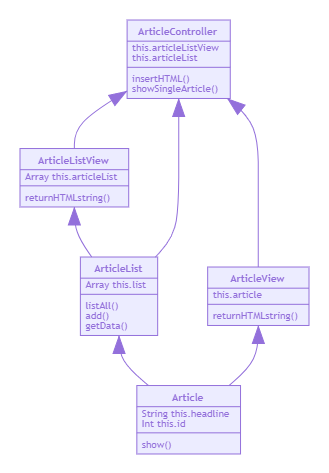 ArticleController
this.articleListView
this.articleList
insertHTML()
showSingleArticle()
ArticleListView
Array this.articleList
returnHTMLstring()
ArticleList
Array this.list
listAll()
add()
getData()
ArticleView
this.article
returnHTMLstring()
Article
String this.headline
Int this.id
show()